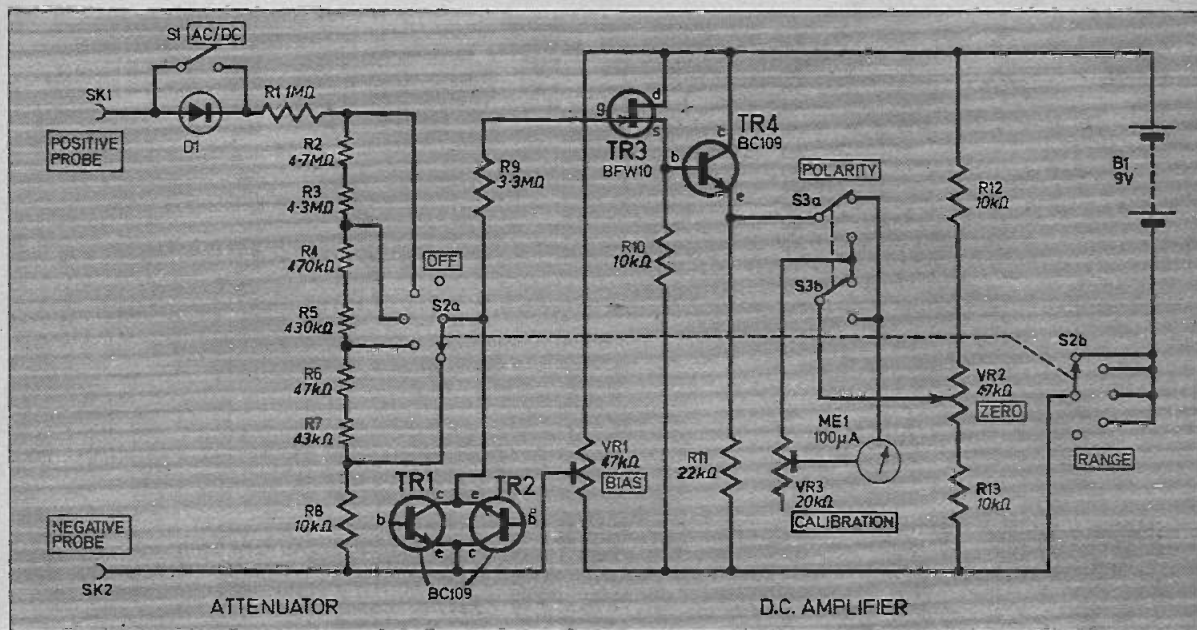 S1 AC/DC
SK1
POSITIVE
PROBE
D1
R1 1MΩ
R2
4·7MΩ
R3
4·3MΩ
R4
470kΩ
R5
430kΩ
R6
47kΩ
R7
43kΩ
R8
10kΩ
NEGATIVE
PROBE
SK2
OFF
S2a
R9
3·3MΩ
TR1
TR2
b
c
e
e
c
b
BC109
ATTENUATOR
g
d
s
TR3
BFW10
b
c
e
TR4
BC109
R10
10kΩ
VR1
47kΩ
BIAS
R11
22kΩ
POLARITY
S3a
S3b
VR3
20kΩ
CALIBRATION
ME1
100µA
R12
10kΩ
VR2
47kΩ
ZERO
R13
10kΩ
B1
9V
S2b
RANGE
D.C. AMPLIFIER